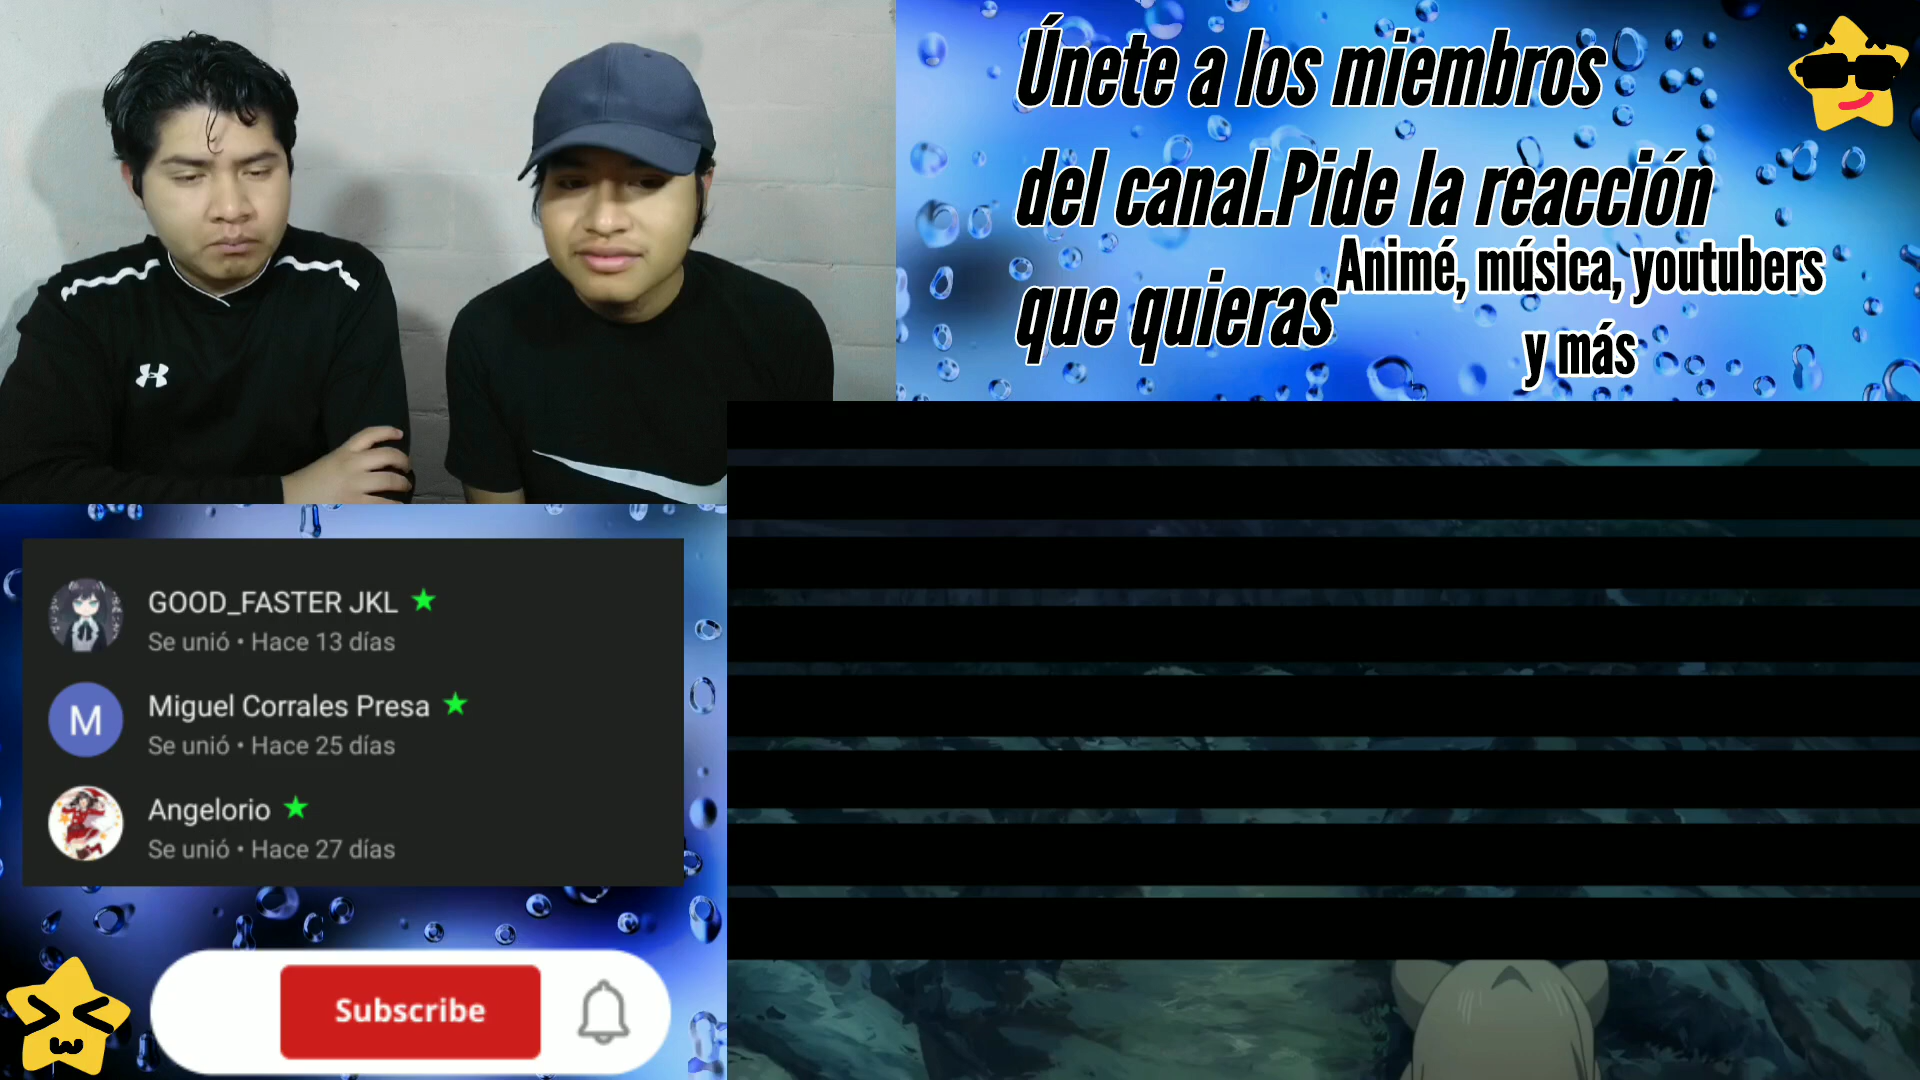 Únete a los miembros
del canal.Pide la reacción
que quieras
Animé, música, youtubers
y más
GOOD_FASTER JKL
Se unió • Hace 13 días
M
Miguel Corrales Presa
Se unió • Hace 25 días
Angelorio
Se unió • Hace 27 días
Subscribe